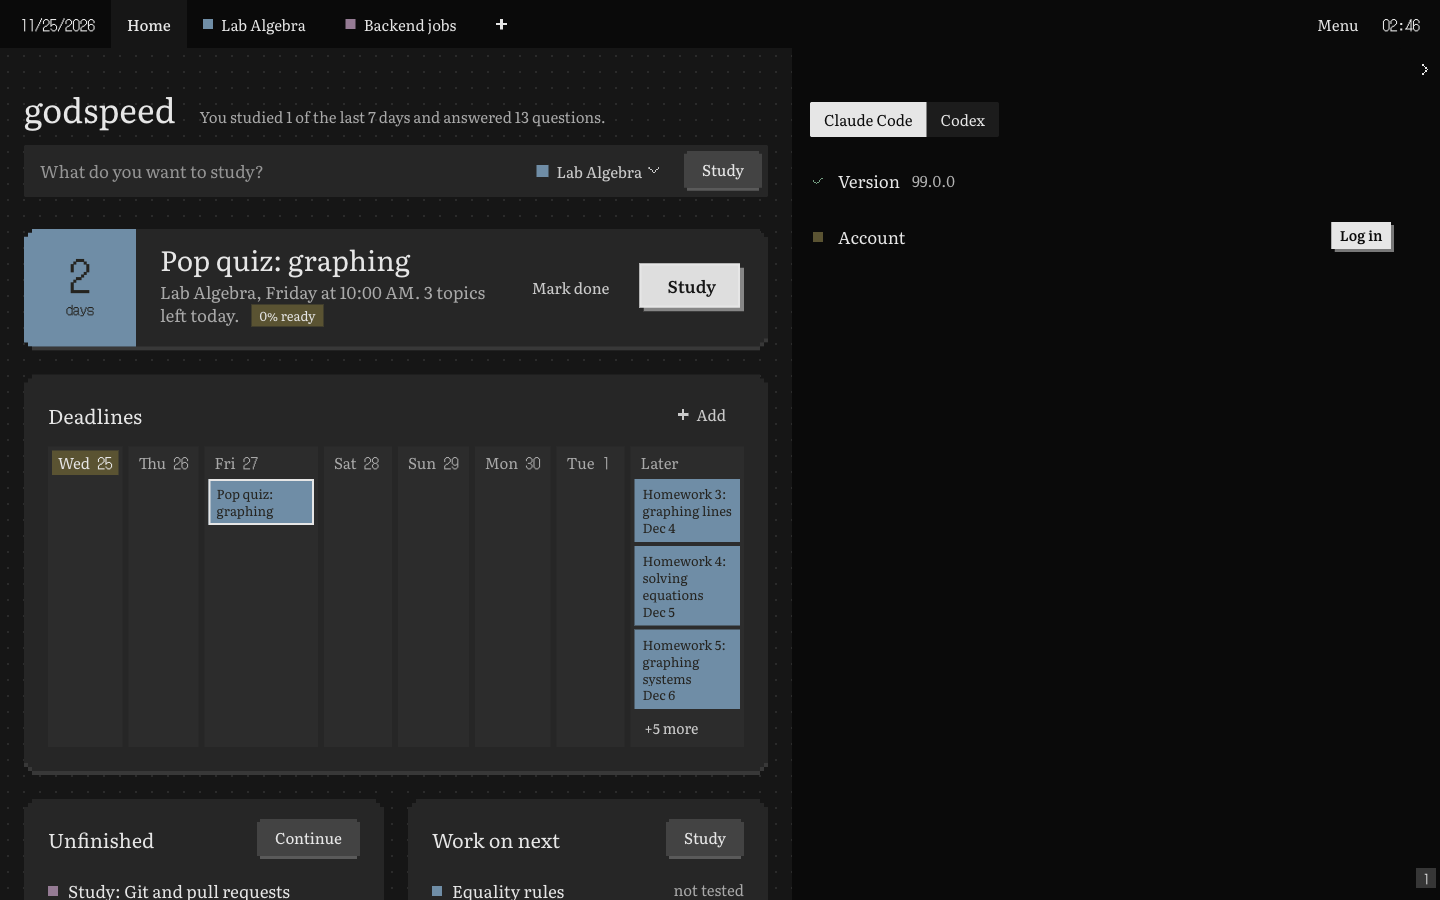 11/25/2026
Home
Lab Algebra
Backend jobs
+
Menu
02:46
godspeed
You studied 1 of the last 7 days and answered 13 questions.
What do you want to study?
Lab Algebra
Study
2
days
Pop quiz: graphing
Lab Algebra, Friday at 10:00 AM. 3 topics
left today.
0% ready
Mark done
Study
Deadlines
+ Add
Wed 25
Thu 26
Fri 27
Sat 28
Sun 29
Mon 30
Tue 1
Later
Pop quiz:
graphing
Homework 3:
graphing lines
Dec 4
Homework 4:
solving
equations
Dec 5
Homework 5:
graphing
systems
Dec 6
+5 more
Unfinished
Continue
Study: Git and pull requests
Work on next
Study
Equality rules
not tested
Claude Code
Codex
Version 99.0.0
Account
Log in
1